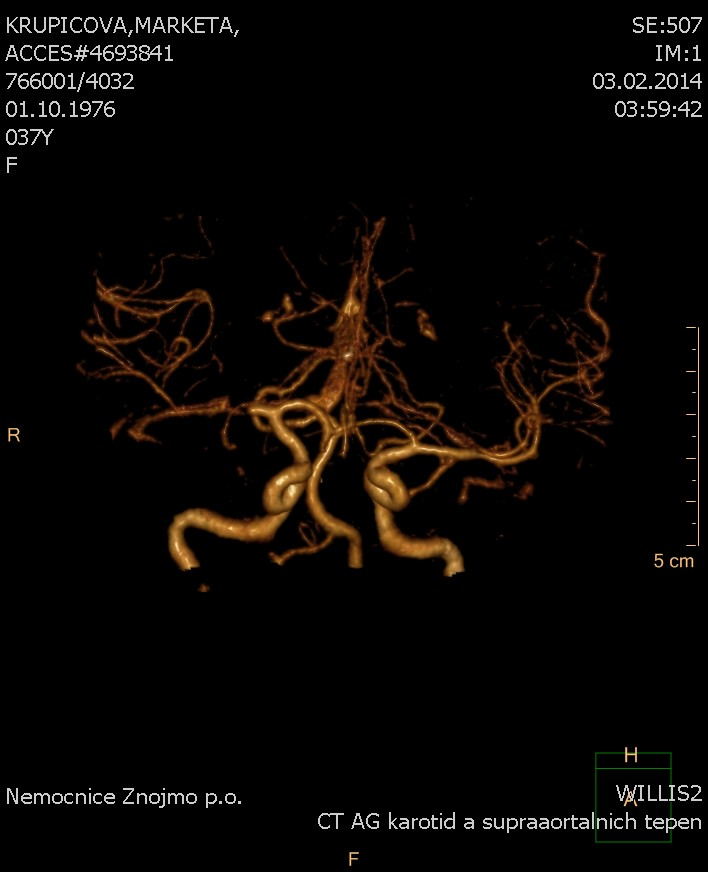 KRUPICOVA,MARKETA,
ACCES#4693841
766001/4032
01.10.1976
037Y
F
SE:507
IM:1
03.02.2014
03:59:42
R
5 cm
H
A
Nemocnice Znojmo p.o.
WILLIS2
CT AG karotid a supraaortalnich tepen
F